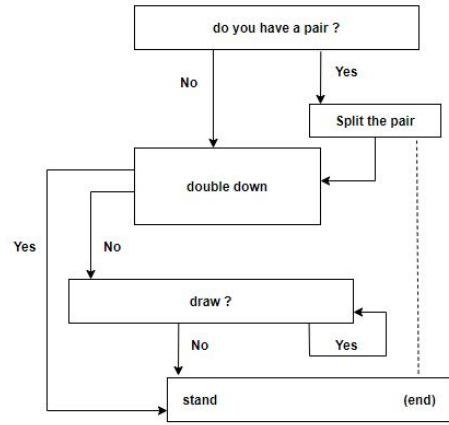 do you have a pair ?
No
Yes
Split the pair
double down
Yes
No
draw ?
No
Yes
stand (end)